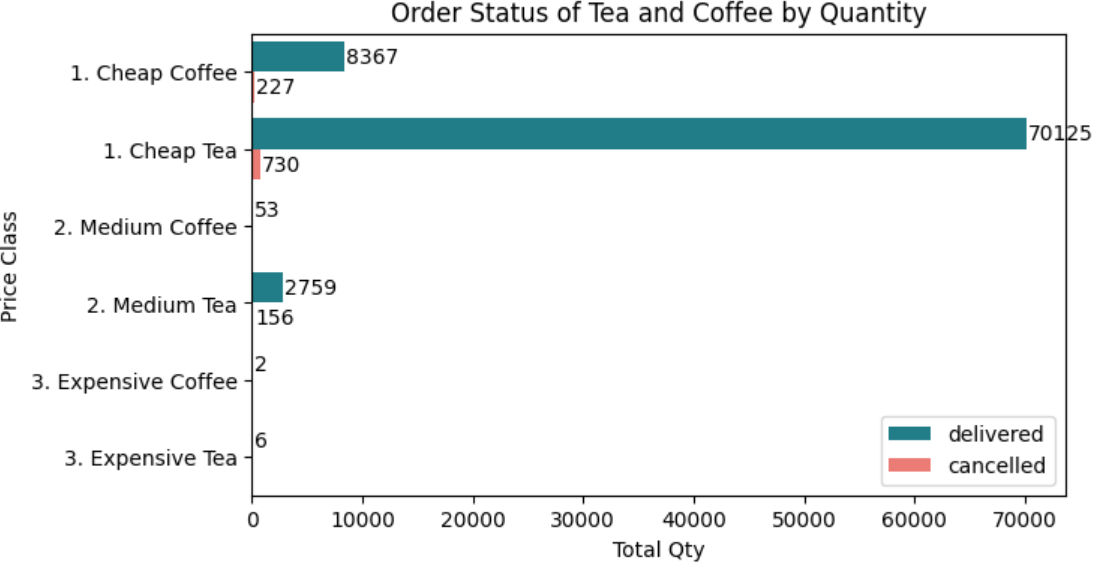 Order Status of Tea and Coffee by Quantity
Price Class
1. Cheap Coffee
8367
227
1. Cheap Tea
70125
730
2. Medium Coffee
53
2. Medium Tea
2759
156
3. Expensive Coffee
2
3. Expensive Tea
6
delivered
cancelled
0 10000 20000 30000 40000 50000 60000 70000
Total Qty